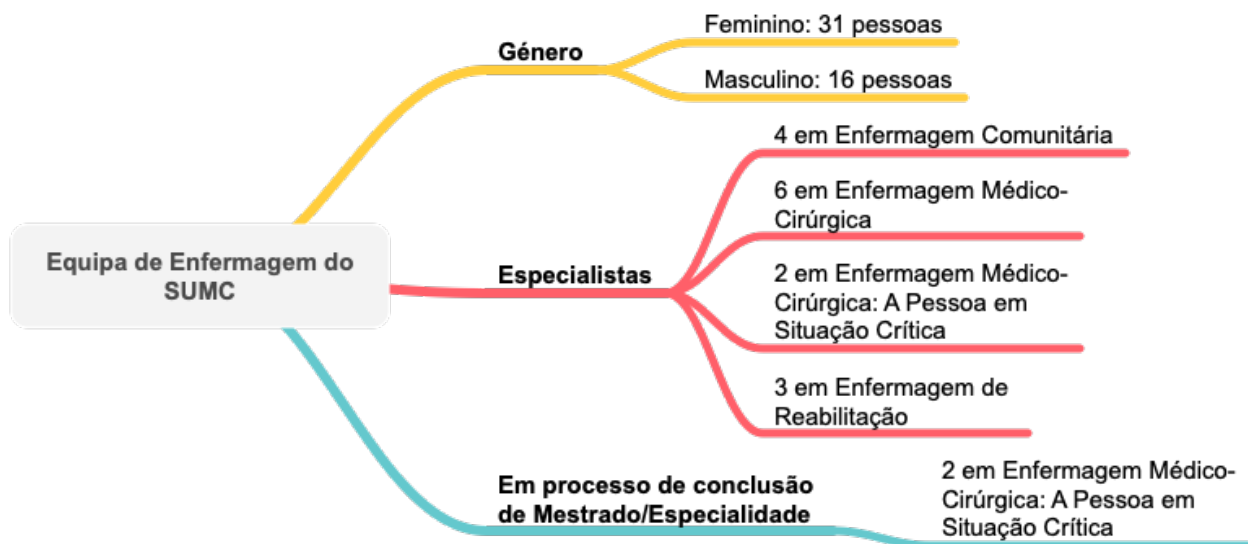 Equipa de Enfermagem do
SUMC
Género
Feminino: 31 pessoas
Masculino: 16 pessoas
Especialistas
4 em Enfermagem Comunitária
6 em Enfermagem Médico-
Cirúrgica
2 em Enfermagem Médico-
Cirúrgica: A Pessoa em
Situação Crítica
3 em Enfermagem de
Reabilitação
Em processo de conclusão
de Mestrado/Especialidade
2 em Enfermagem Médico-
Cirúrgica: A Pessoa em
Situação Crítica